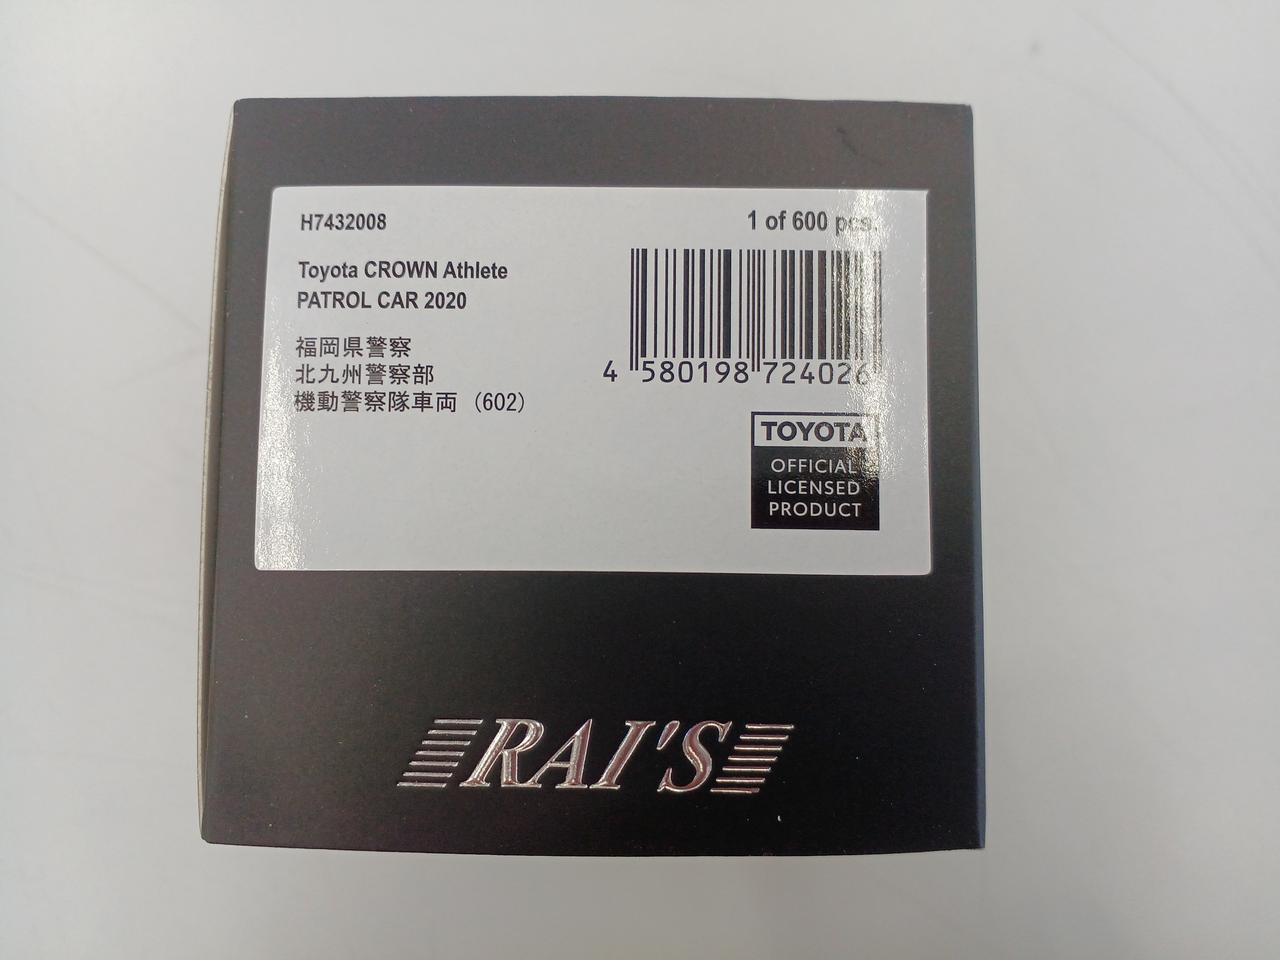 H7432008
1 of 600 pcs.
Toyota CROWN Athlete
PATROL CAR 2020
福岡県警察
北九州警察部
機動警察隊車両（602）
4 580198 724026
TOYOTA
OFFICIAL
LICENSED
PRODUCT
RAI'S